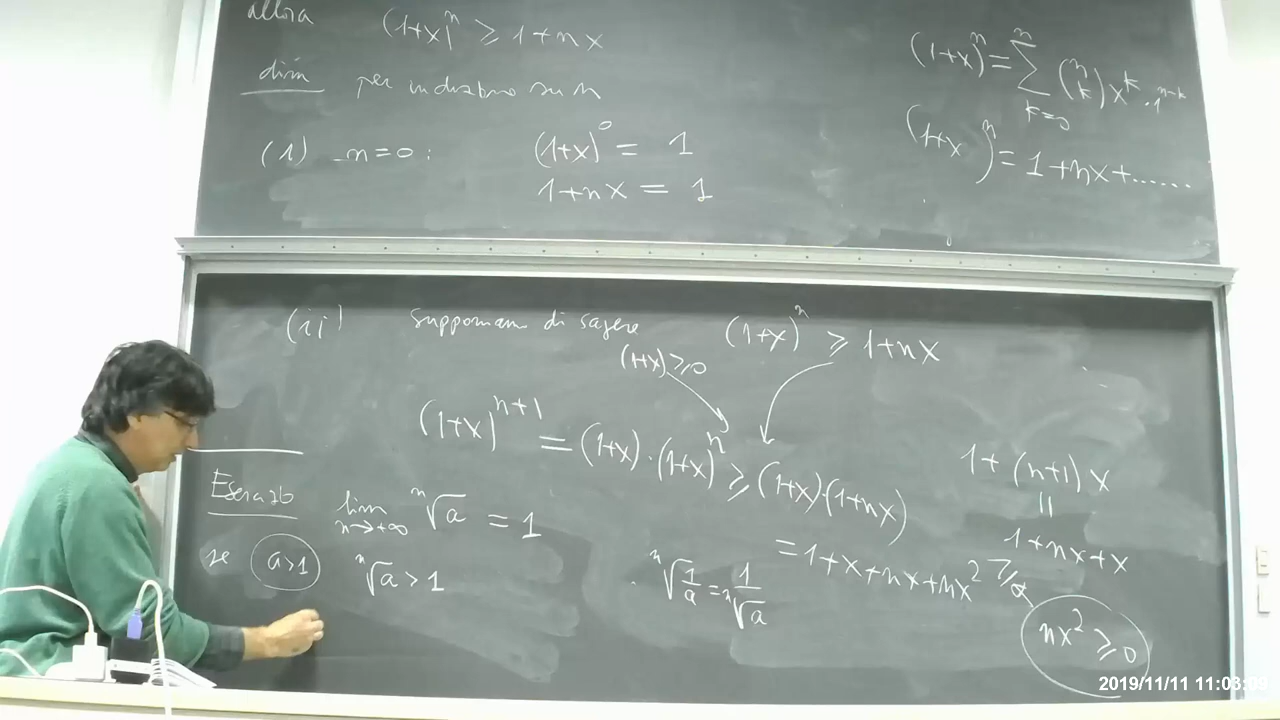 allora (1+x)^n ≥ 1+nx
dim per induzione su n
(i) -n=0: (1+x)^0 = 1
1+nx = 1
(1+x)^n = ∑_{k=0}^{n} (n k) x^k · 1^{n-k}
(1+x)^n = 1+nx+......
(ii) Supponiamo di sapere (1+x)^n ≥ 1+nx
(1+x) ≥ 0
(1+x)^{n+1} = (1+x)·(1+x)^n ≥ (1+x)·(1+nx)
= 1+x+nx+nx^2 ≥
1+(n+1)x
=
1+nx+x
nx^2 ≥ 0
Esercizio lim_{n→+∞} ⁿ√a = 1
se a>1 ⁿ√a > 1
ⁿ√(1/a) = 1/ⁿ√a
2019/11/11 11:03:09